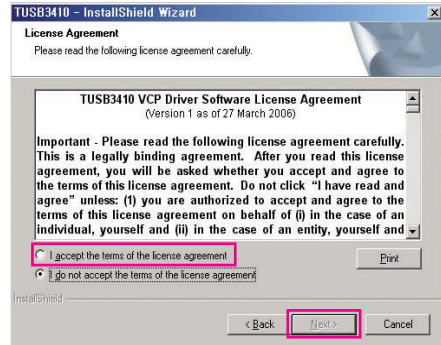 TUSB3410 - InstallShield Wizard
License Agreement
Please read the following license agreement carefully.
TUSB3410 VCP Driver Software License Agreement
(Version 1 as of 27 March 2006)
Important - Please read the following license agreement carefully.
This is a legally binding agreement. After you read this license
agreement, you will be asked whether you accept and agree to
the terms of this license agreement. Do not click “I have read and
agree” unless: (1) you are authorized to accept and agree to the
terms of this license agreement on behalf of (i) in the case of an
individual, yourself and (ii) in the case of an entity, yourself and
I accept the terms of the license agreement
Print
I do not accept the terms of the license agreement
InstallShield
< Back
Next >
Cancel